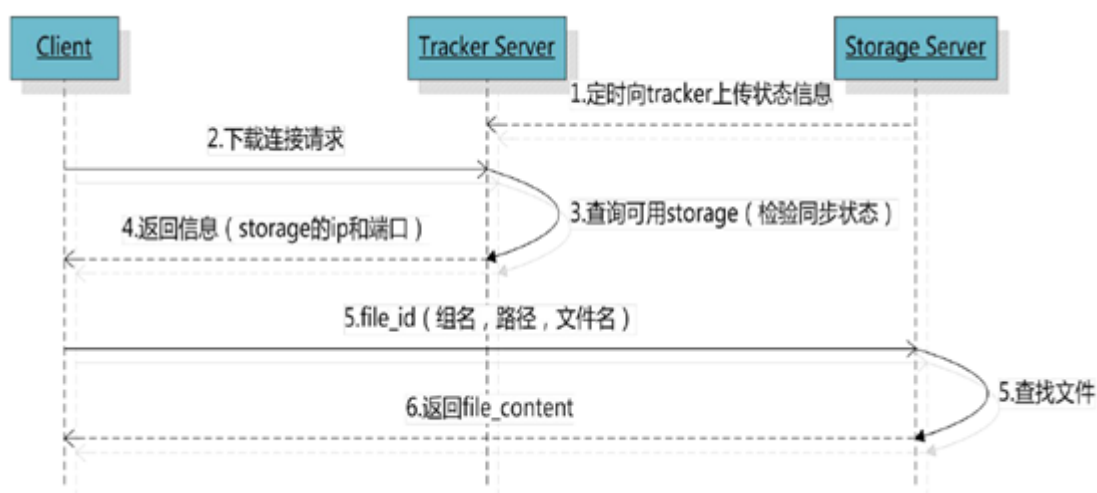 Client
Tracker Server
Storage Server
1.定时向tracker上传状态信息
2.下载连接请求
3.查询可用storage（检验同步状态）
4.返回信息（storage的ip和端口）
5.file_id（组名，路径，文件名）
5.查找文件
6.返回file_content